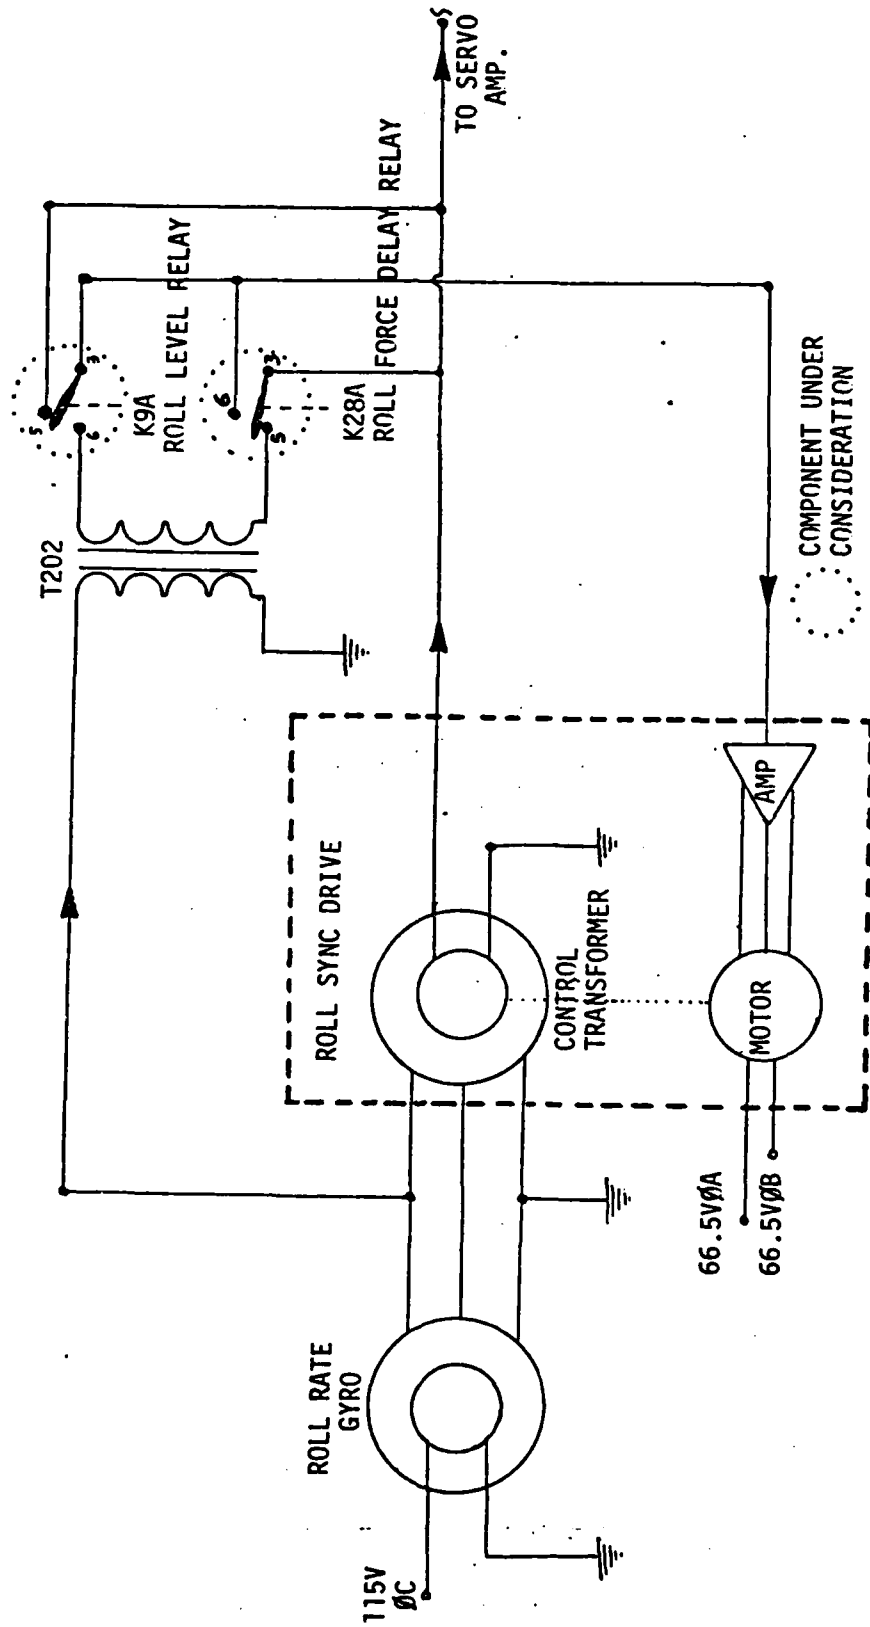 115V
ØC
ROLL RATE
GYRO
66.5VØA
66.5VØB
ROLL SYNC DRIVE
CONTROL
TRANSFORMER
MOTOR
AMP
T202
5
6
3
K9A
ROLL LEVEL RELAY
6
5
3
K28A
ROLL FORCE DELAY RELAY
TO SERVO
AMP.
COMPONENT UNDER
CONSIDERATION